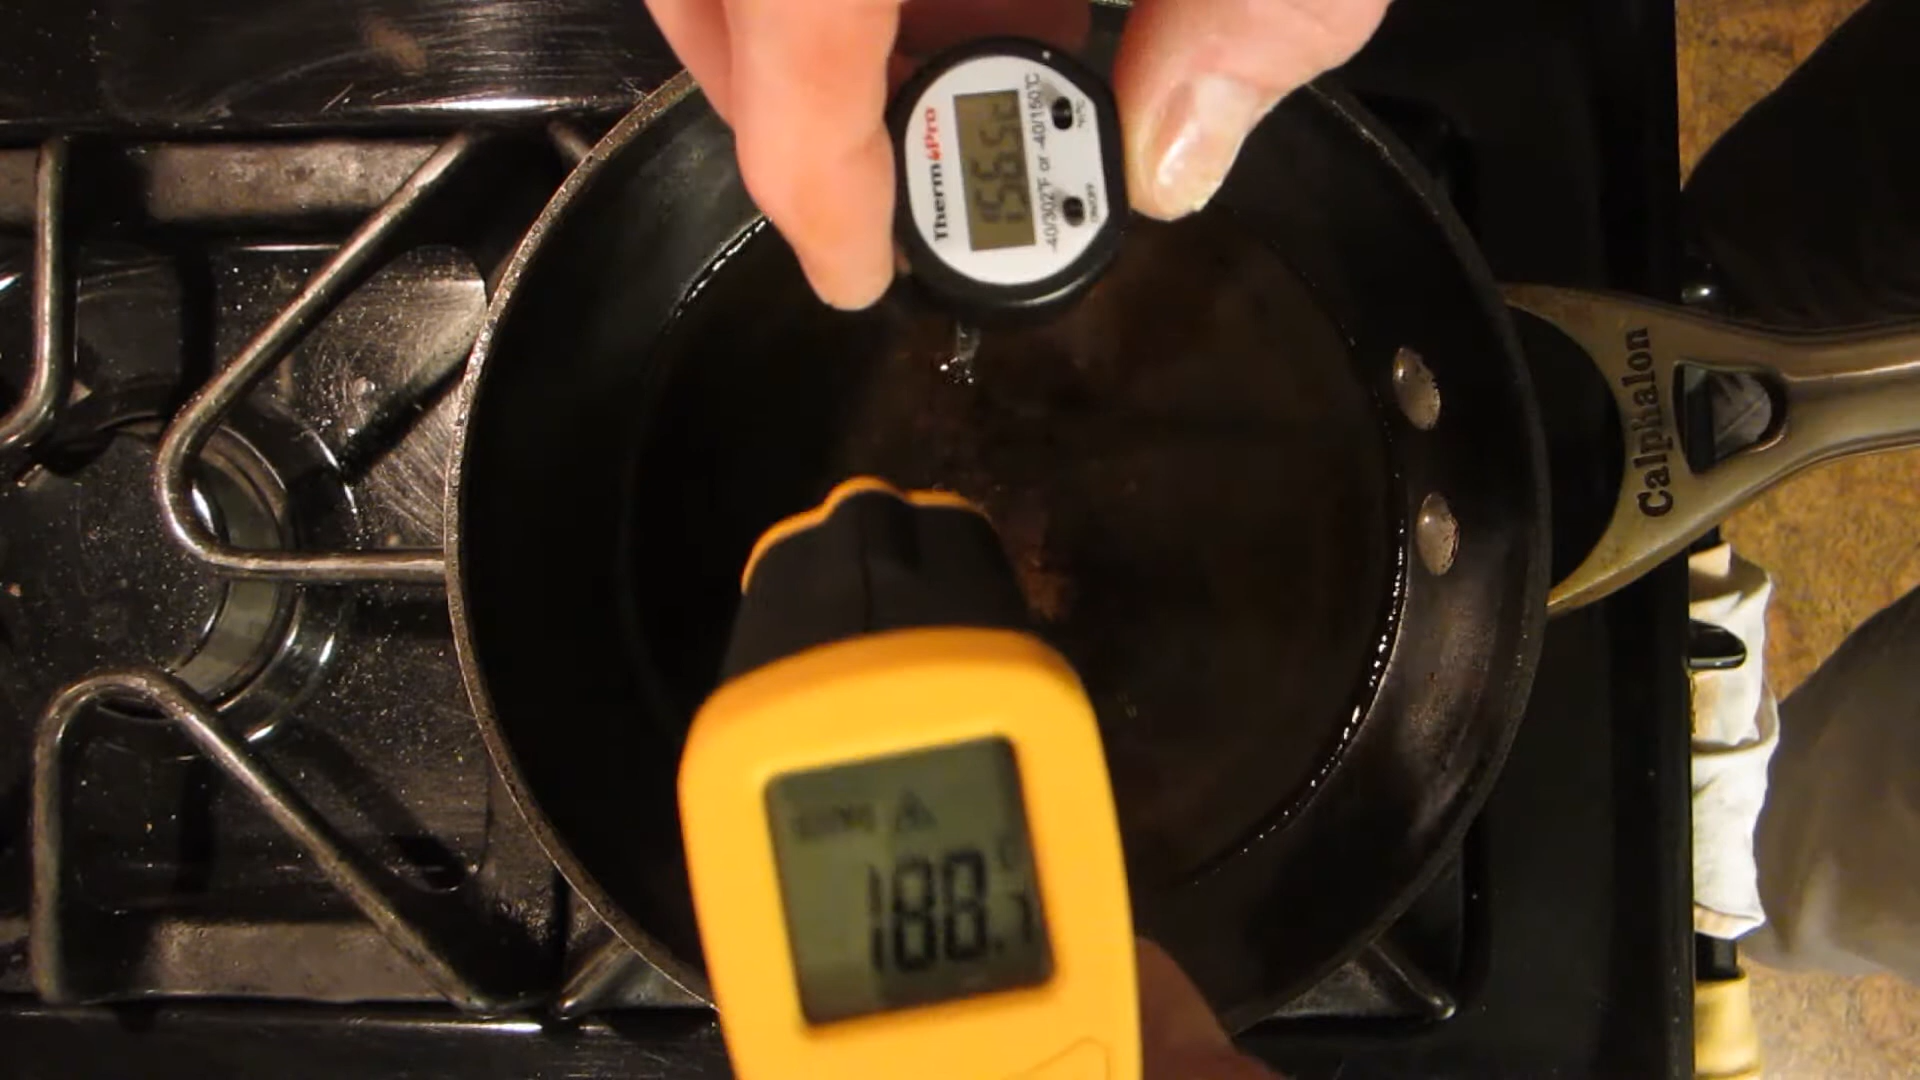 ThermoPro
-40/302°F or -40/150°C
°F/°C
ON/OFF
188.1
Calphalon